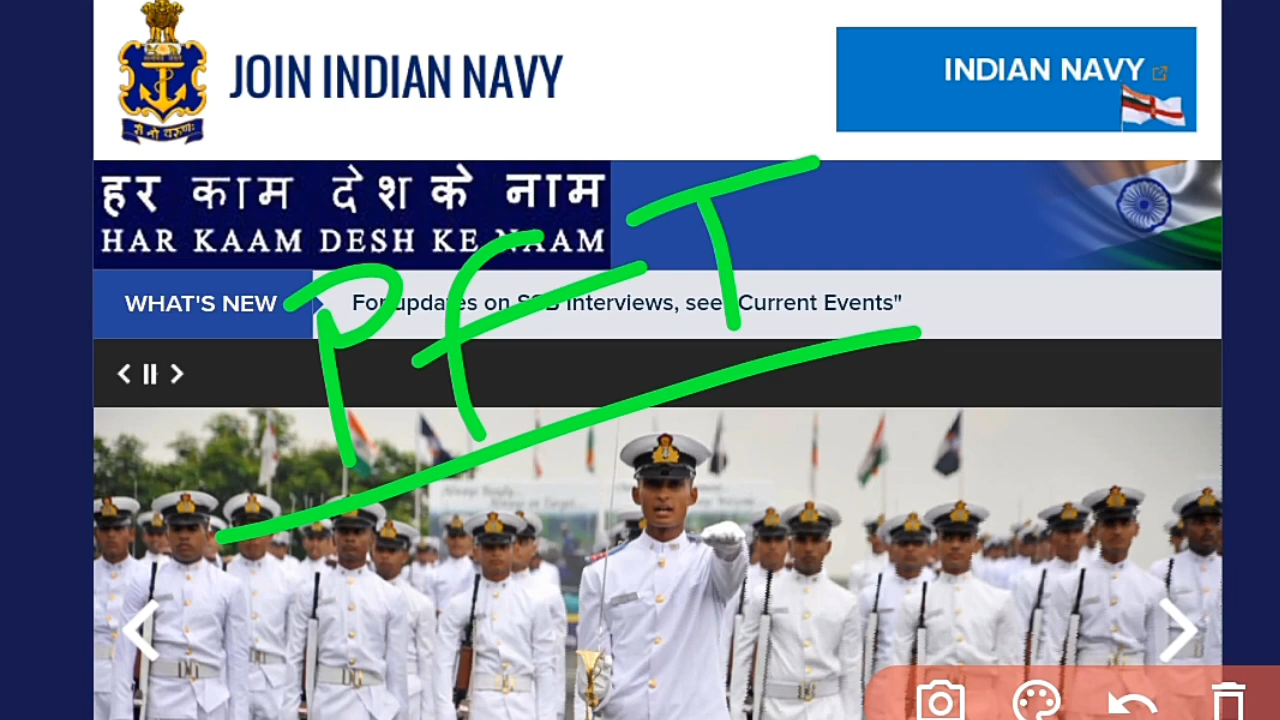 JOIN INDIAN NAVY
INDIAN NAVY
हर काम देश के नाम
HAR KAAM DESH KE NAAM
WHAT'S NEW
For updates on SSB Interviews, see "Current Events"
PFT